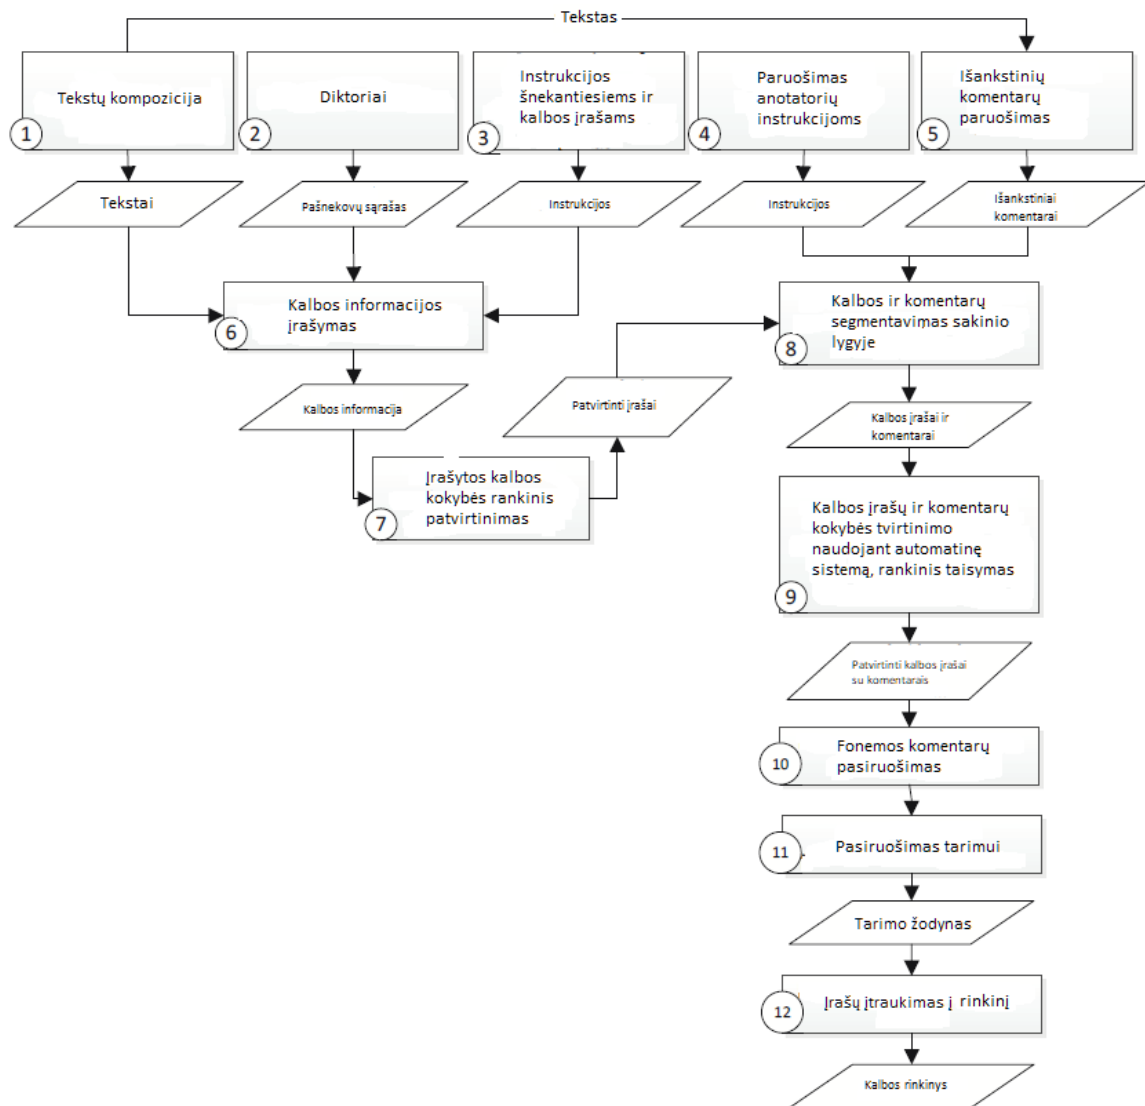 Tekstas
Tekstų kompozicija
1
Diktoriai
2
Instrukcijos
šnekantiesiems ir
kalbos įrašams
3
Paruošimas
anotatorių
instrukcijoms
4
Išankstinių
komentarų
paruošimas
5
Tekstai
Pašnekovų sąrašas
Instrukcijos
Instrukcijos
Išankstiniai
komentarai
Kalbos informacijos
įrašymas
6
Kalbos ir komentarų
segmentavimas sakinio
lygyje
8
Kalbos informacija
Patvirtinti įrašai
Kalbos įrašai ir
komentarai
Įrašytos kalbos
kokybės rankinis
patvirtinimas
7
Kalbos įrašų ir komentarų
kokybės tvirtinimo
naudojant automatinę
sistemą, rankinis taisymas
9
Patvirtinti kalbos įrašai
su komentarais
Fonemos komentarų
pasiruošimas
10
Pasiruošimas tarimui
11
Tarimo žodynas
Įrašų įtraukimas į rinkinį
12
Kalbos rinkinys